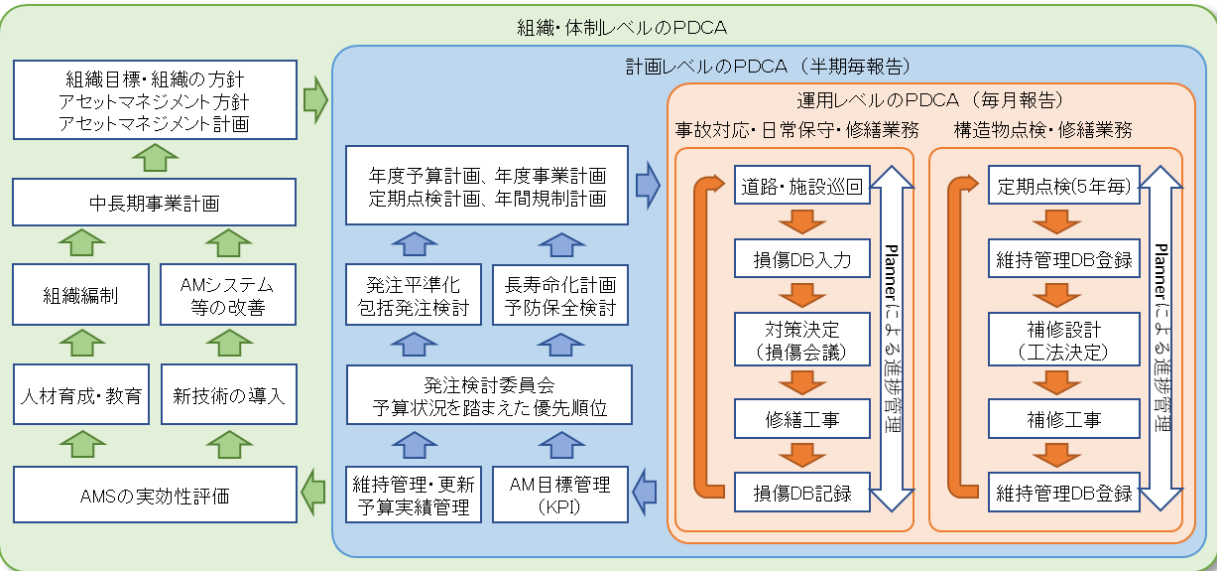 組織・体制レベルのPDCA
組織目標・組織の方針
アセットマネジメント方針
アセットマネジメント計画
中長期事業計画
組織編制
AMシステム
等の改善
人材育成・教育
新技術の導入
AMSの実効性評価
計画レベルのPDCA（半期毎報告）
年度予算計画、年度事業計画
定期点検計画、年間規制計画
発注平準化
包括発注検討
長寿命化計画
予防保全検討
発注検討委員会
予算状況を踏まえた優先順位
維持管理・更新
予算実績管理
AM目標管理
（KPI）
運用レベルのPDCA（毎月報告）
事故対応・日常保守・修繕業務
道路・施設巡回
損傷DB入力
対策決定
（損傷会議）
修繕工事
損傷DB記録
Plannerによる進捗管理
構造物点検・修繕業務
定期点検(5年毎)
維持管理DB登録
補修設計
（工法決定）
補修工事
維持管理DB登録
Plannerによる進捗管理